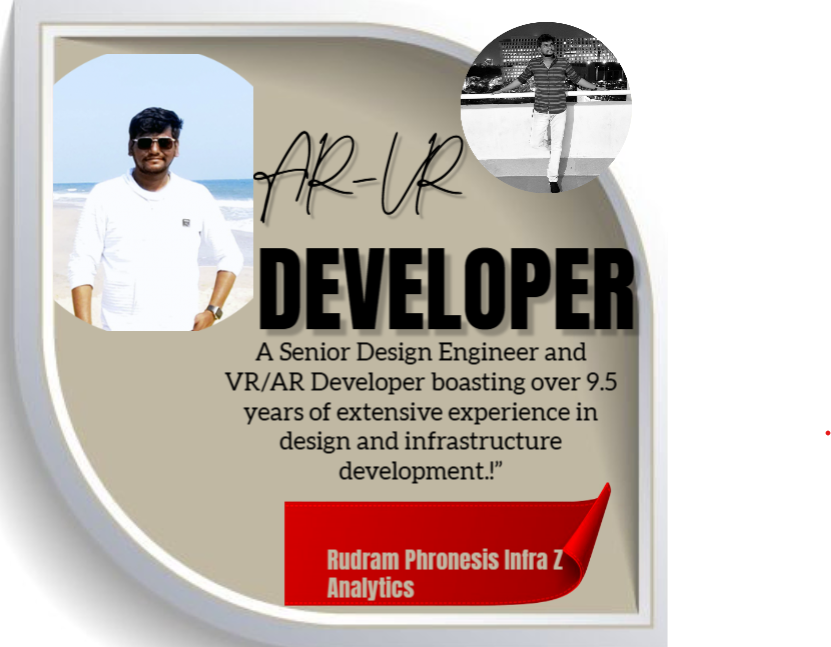 AR-VR
DEVELOPER
A Senior Design Engineer and
VR/AR Developer boasting over 9.5
years of extensive experience in
design and infrastructure
development.!”
Rudram Phronesis Infra Z
Analytics